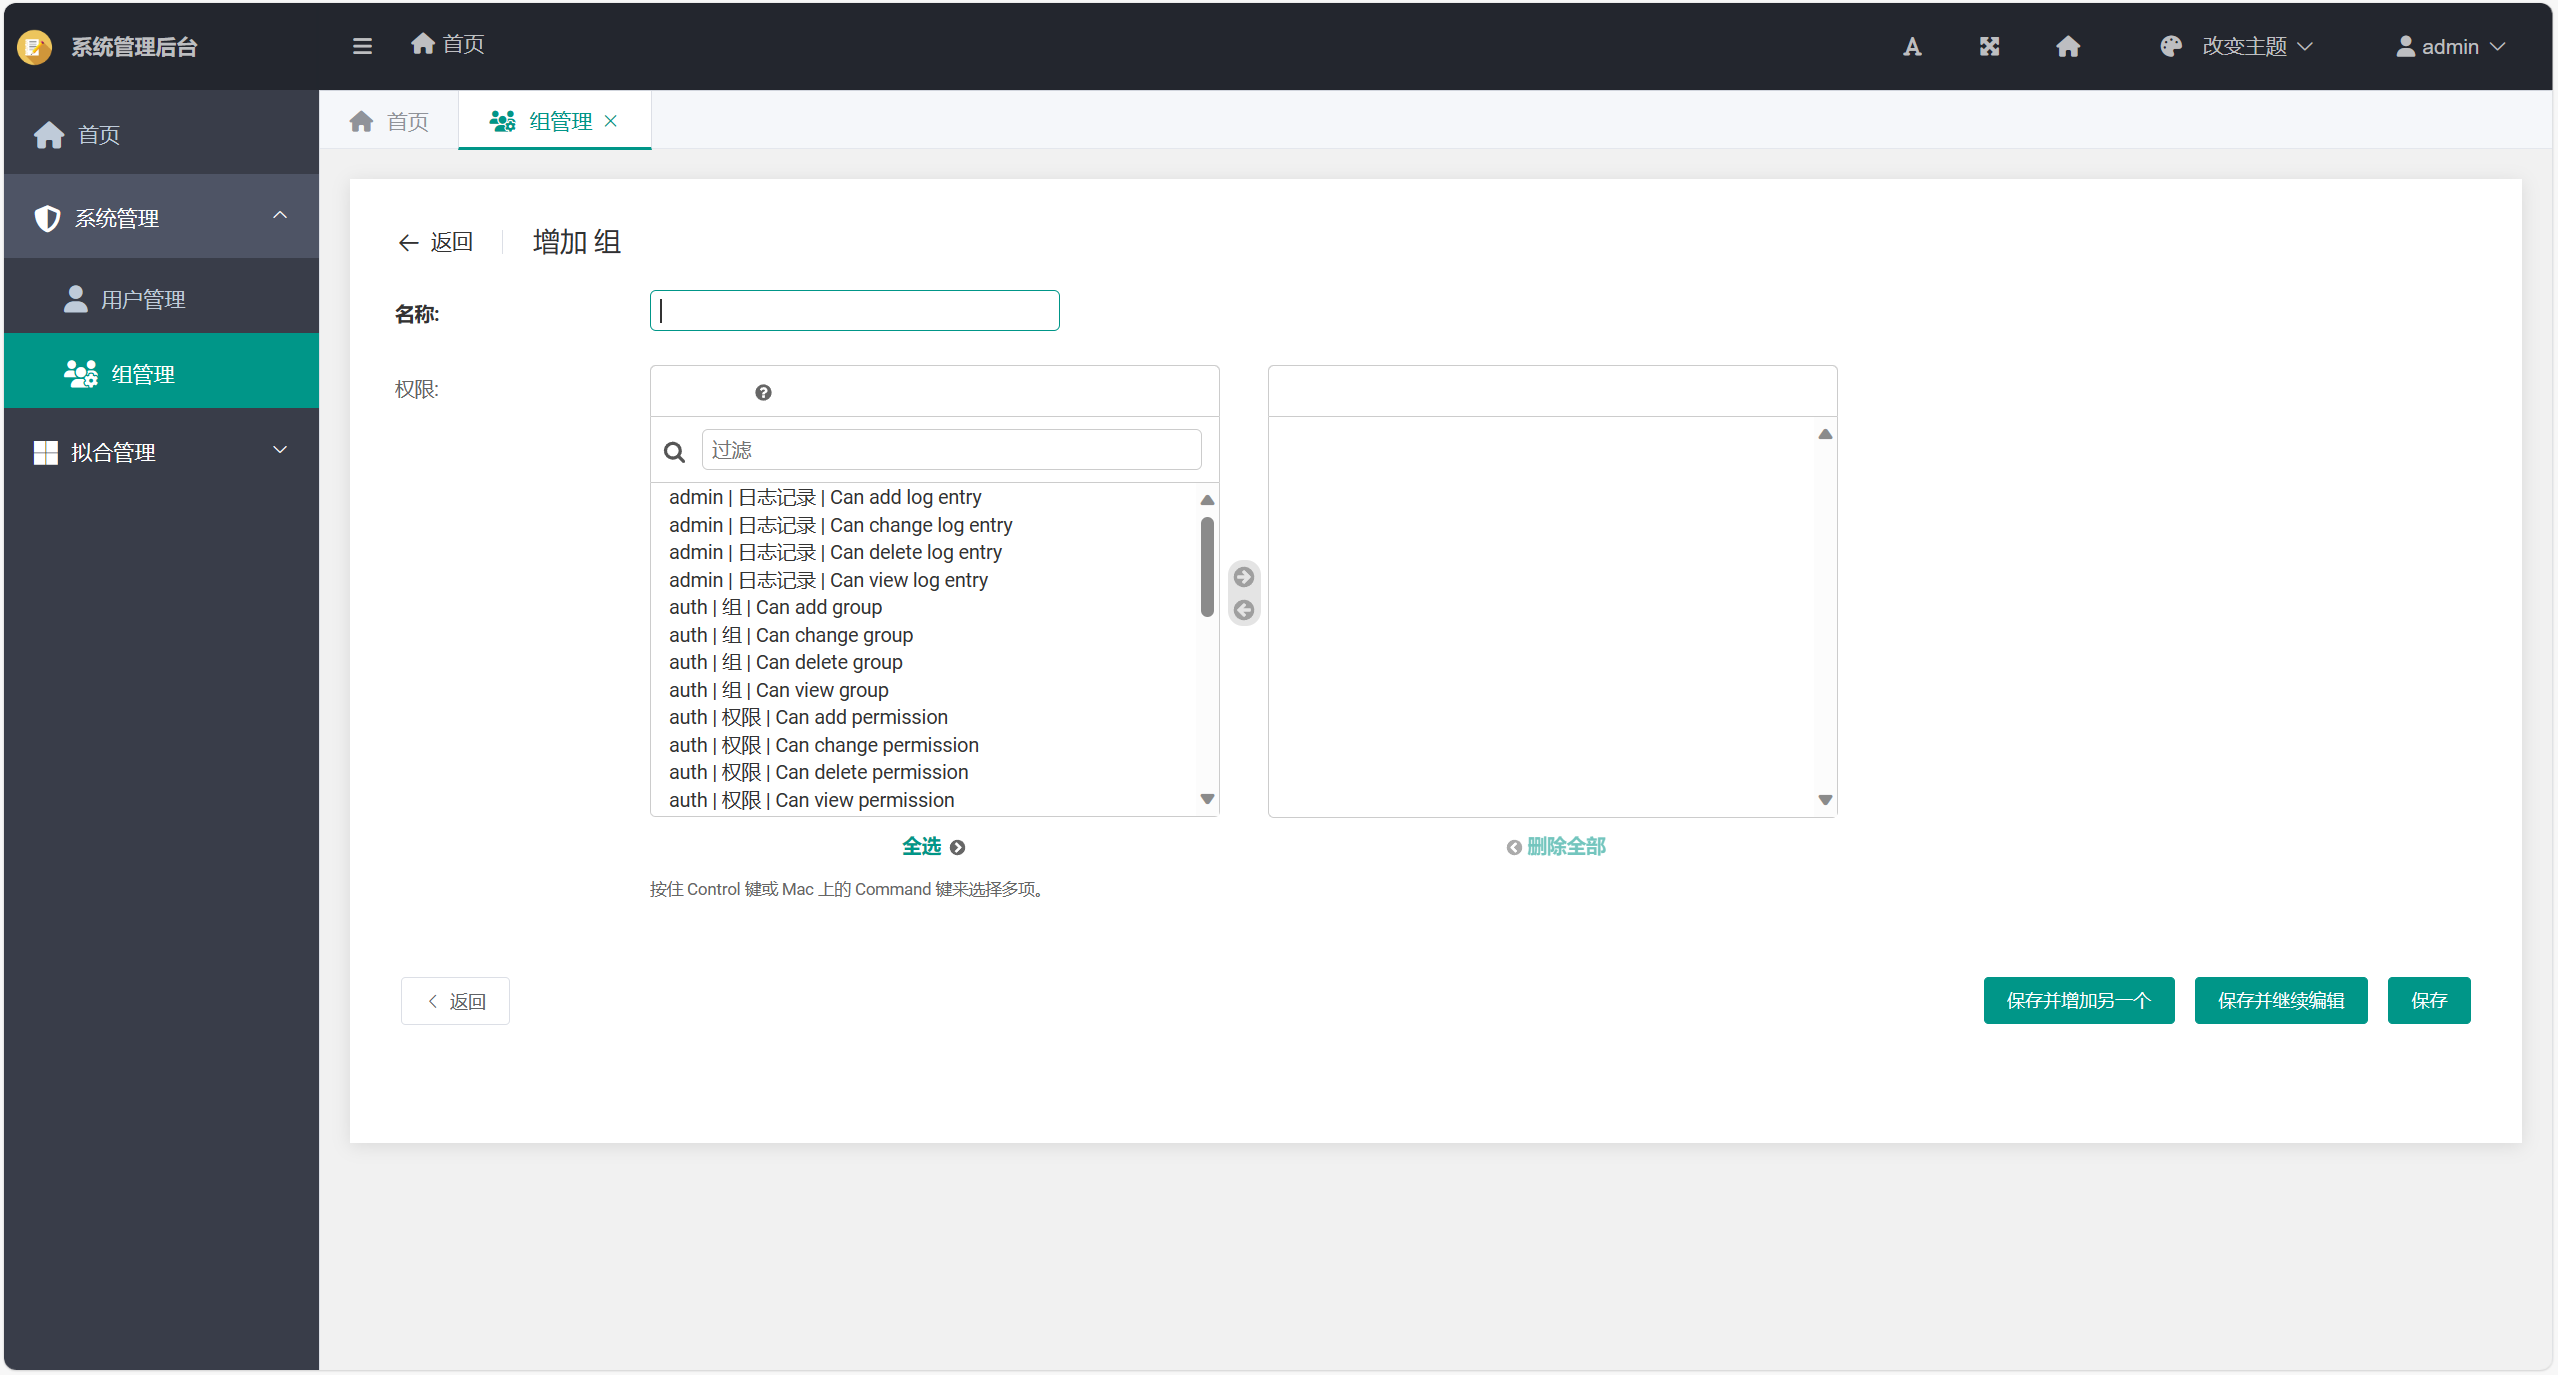 系统管理后台
首页
改变主题
admin
首页
系统管理
用户管理
组管理
拟合管理
首页
组管理
返回
增加 组
名称:
权限:
过滤
admin | 日志记录 | Can add log entry
admin | 日志记录 | Can change log entry
admin | 日志记录 | Can delete log entry
admin | 日志记录 | Can view log entry
auth | 组 | Can add group
auth | 组 | Can change group
auth | 组 | Can delete group
auth | 组 | Can view group
auth | 权限 | Can add permission
auth | 权限 | Can change permission
auth | 权限 | Can delete permission
auth | 权限 | Can view permission
全选
删除全部
按住 Control 键或 Mac 上的 Command 键来选择多项。
返回
保存并增加另一个
保存并继续编辑
保存